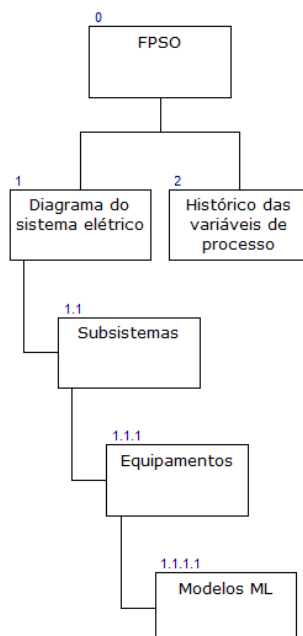 0
FPSO
1
Diagrama do
sistema elétrico
2
Histórico das
variáveis de
processo
1.1
Subsistemas
1.1.1
Equipamentos
1.1.1.1
Modelos ML